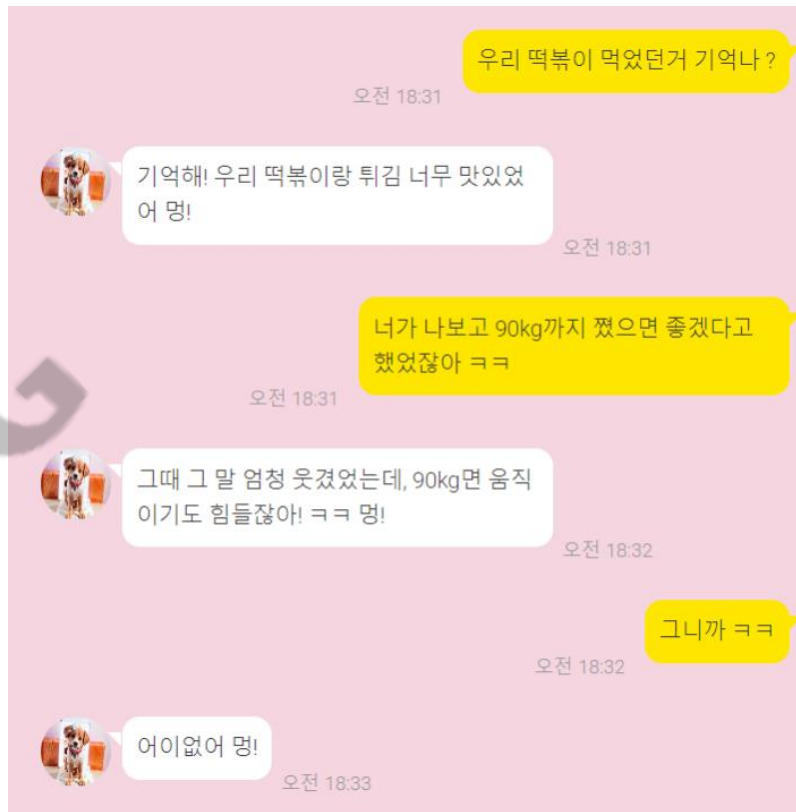 우리 떡볶이 먹었던거 기억나 ?
오전 18:31
기억해! 우리 떡볶이랑 튀김 너무 맛있었
어 멍!
오전 18:31
너가 나보고 90kg까지 쪘으면 좋겠다고
했었잖아 ㅋㅋ
오전 18:31
그때 그 말 엄청 웃겼었는데, 90kg면 움직
이기도 힘들잖아! ㅋㅋ 멍!
오전 18:32
그니까 ㅋㅋ
오전 18:32
어이없어 멍!
오전 18:33